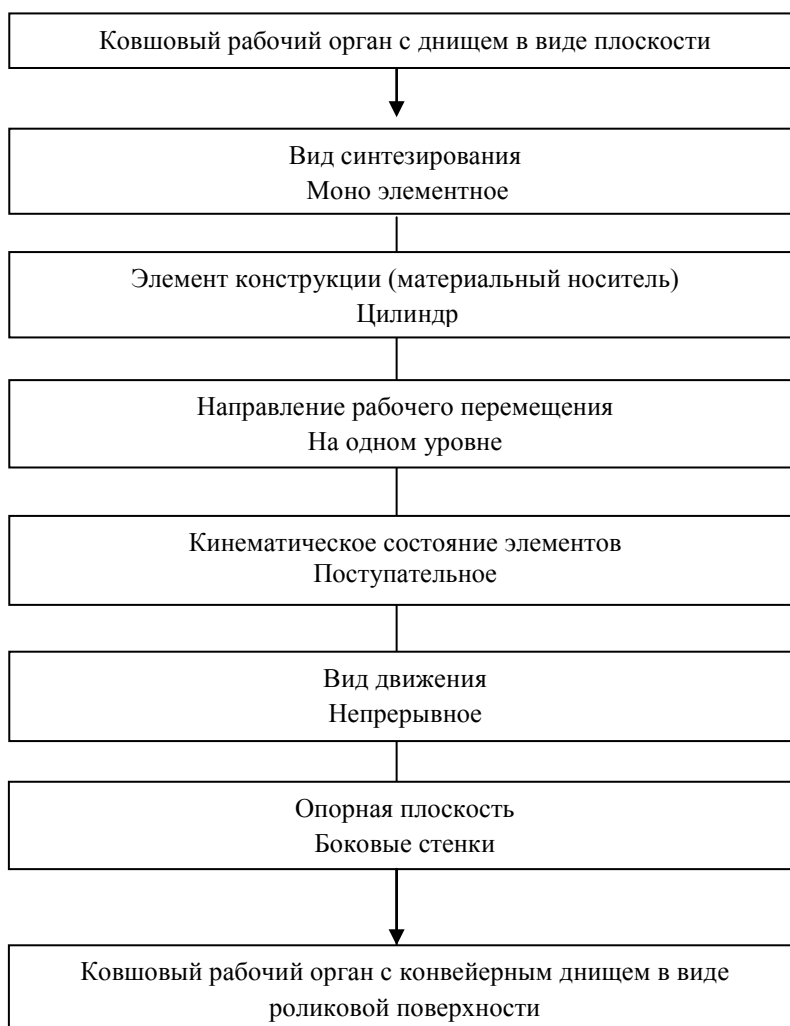 Ковшовый рабочий орган с днищем в виде плоскости
Вид синтезирования
Моно элементное
Элемент конструкции (материальный носитель)
Цилиндр
Направление рабочего перемещения
На одном уровне
Кинематическое состояние элементов
Поступательное
Вид движения
Непрерывное
Опорная плоскость
Боковые стенки
Ковшовый рабочий орган с конвейерным днищем в виде
роликовой поверхности